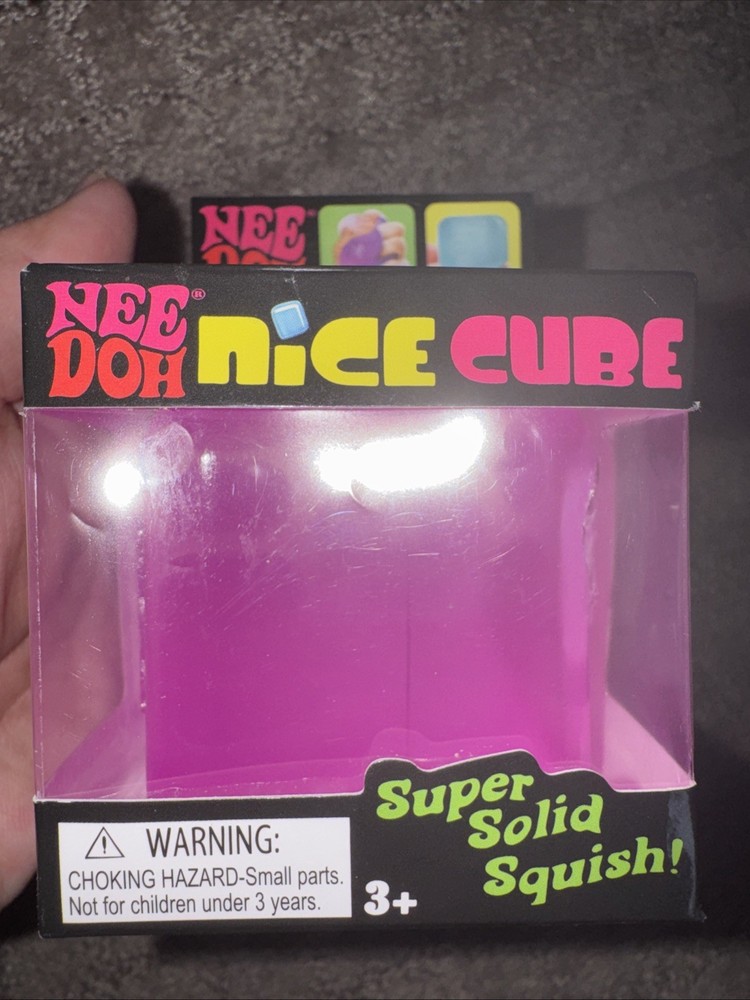 NEE
DOH
NEE®
DOH
NiCE CUBE
Super
Solid
Squish!
WARNING:
CHOKING HAZARD-Small parts.
Not for children under 3 years.
3+